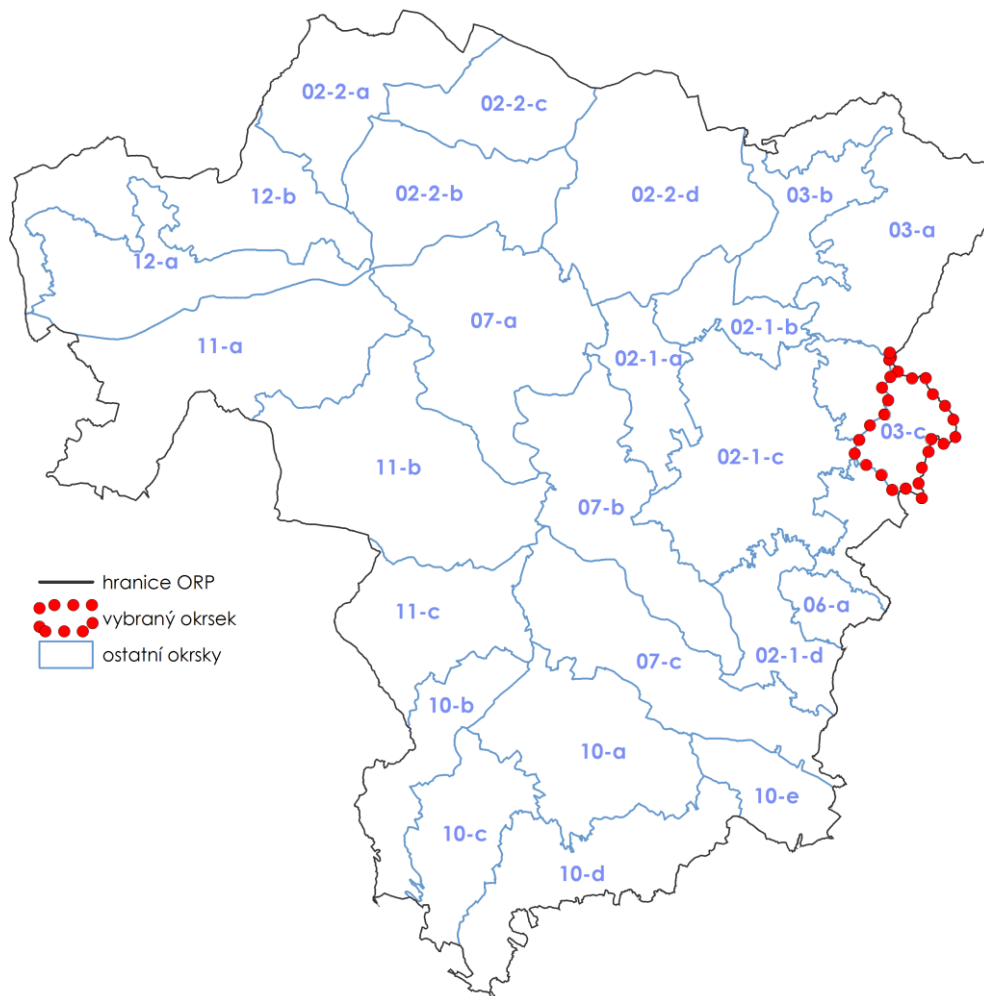 02-2-a
02-2-c
12-b
02-2-b
02-2-d
03-b
03-a
12-a
07-a
02-1-b
11-a
02-1-a
03-c
11-b
02-1-c
07-b
hranice ORP
vybraný okrsek
ostatní okrsky
11-c
06-a
07-c
02-1-d
10-b
10-a
10-e
10-c
10-d